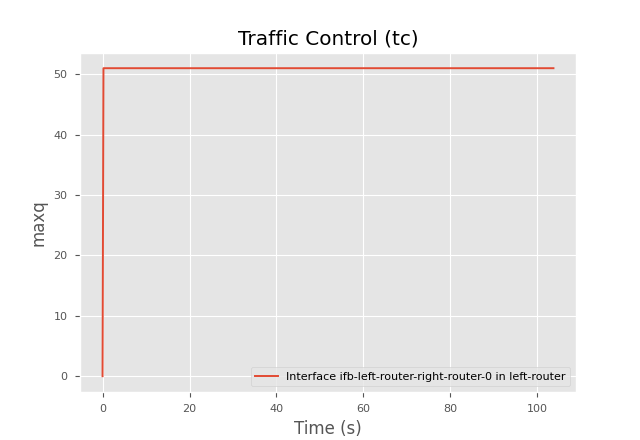 Traffic Control (tc)
50
40
30
20
10
0
maxq
Interface ifb-left-router-right-router-0 in left-router
0 20 40 60 80 100
Time (s)